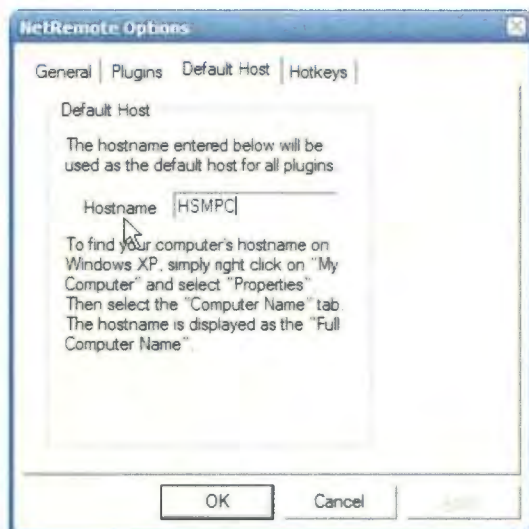 NetRemote Options
General Plugins Default Host Hotkeys
Default Host
The hostname entered below will be
used as the default host for all plugins
Hostname HSMPC
To find your computer's hostname on
Windows XP, simply right click on "My
Computer" and select "Properties"
Then select the "Computer Name" tab
The hostname is displayed as the "Full
Computer Name".
OK Cancel